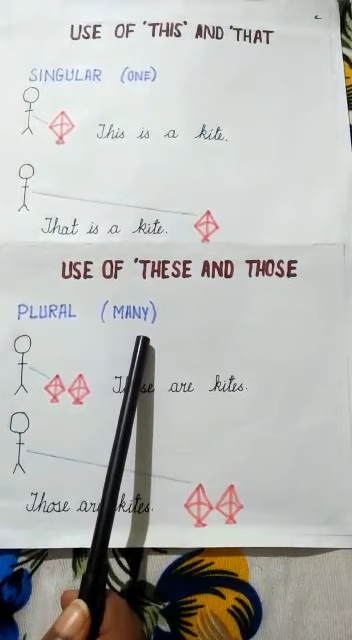 USE OF 'THIS' AND 'THAT
SINGULAR (ONE)
This is a kite.
That is a kite.
USE OF 'THESE AND THOSE
PLURAL (MANY)
are kites.
Those are kites.